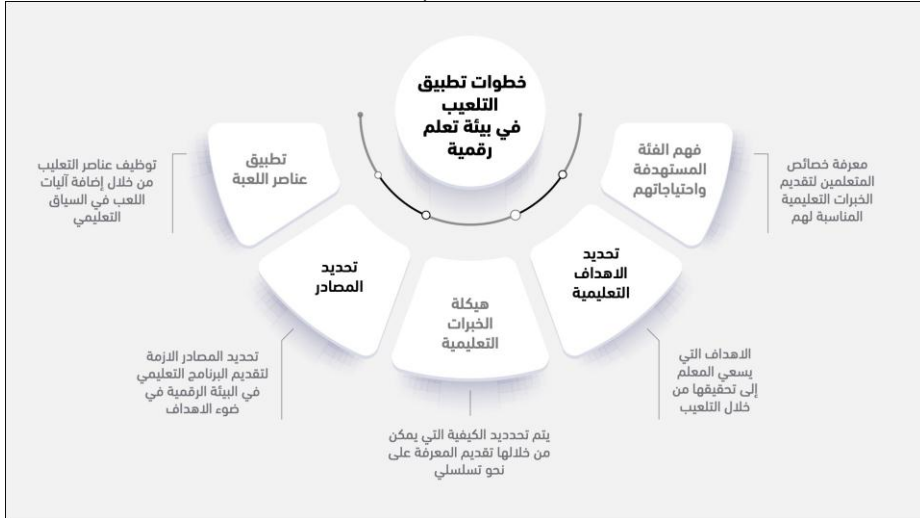 خطوات تطبيق
التلعيب
في بيئة تعلم
رقمية
فهم الفئة
المستهدفة
واحتياجاتهم
معرفة خصائص
المتعلمين لتقديم
الخبرات التعليمية
المناسبة لهم
تحديد
الاهداف
التعليمية
الاهداف التي
يسعي المعلم
إلى تحقيقها من
خلال التلعيب
هيكلة
الخبرات
التعليمية
يتم تحدديد الكيفية التي يمكن
من خلالها تقديم المعرفة على
نحو تسلسلي
تحديد
المصادر
تحديد المصادر الازمة
لتقديم البرنامج التعليمي
في البيئة الرقمية في
ضوء الاهداف
تطبيق
عناصر اللعبة
توظيف عناصر التعليب
من خلال إضافة آليات
اللعب في السياق
التعليمي